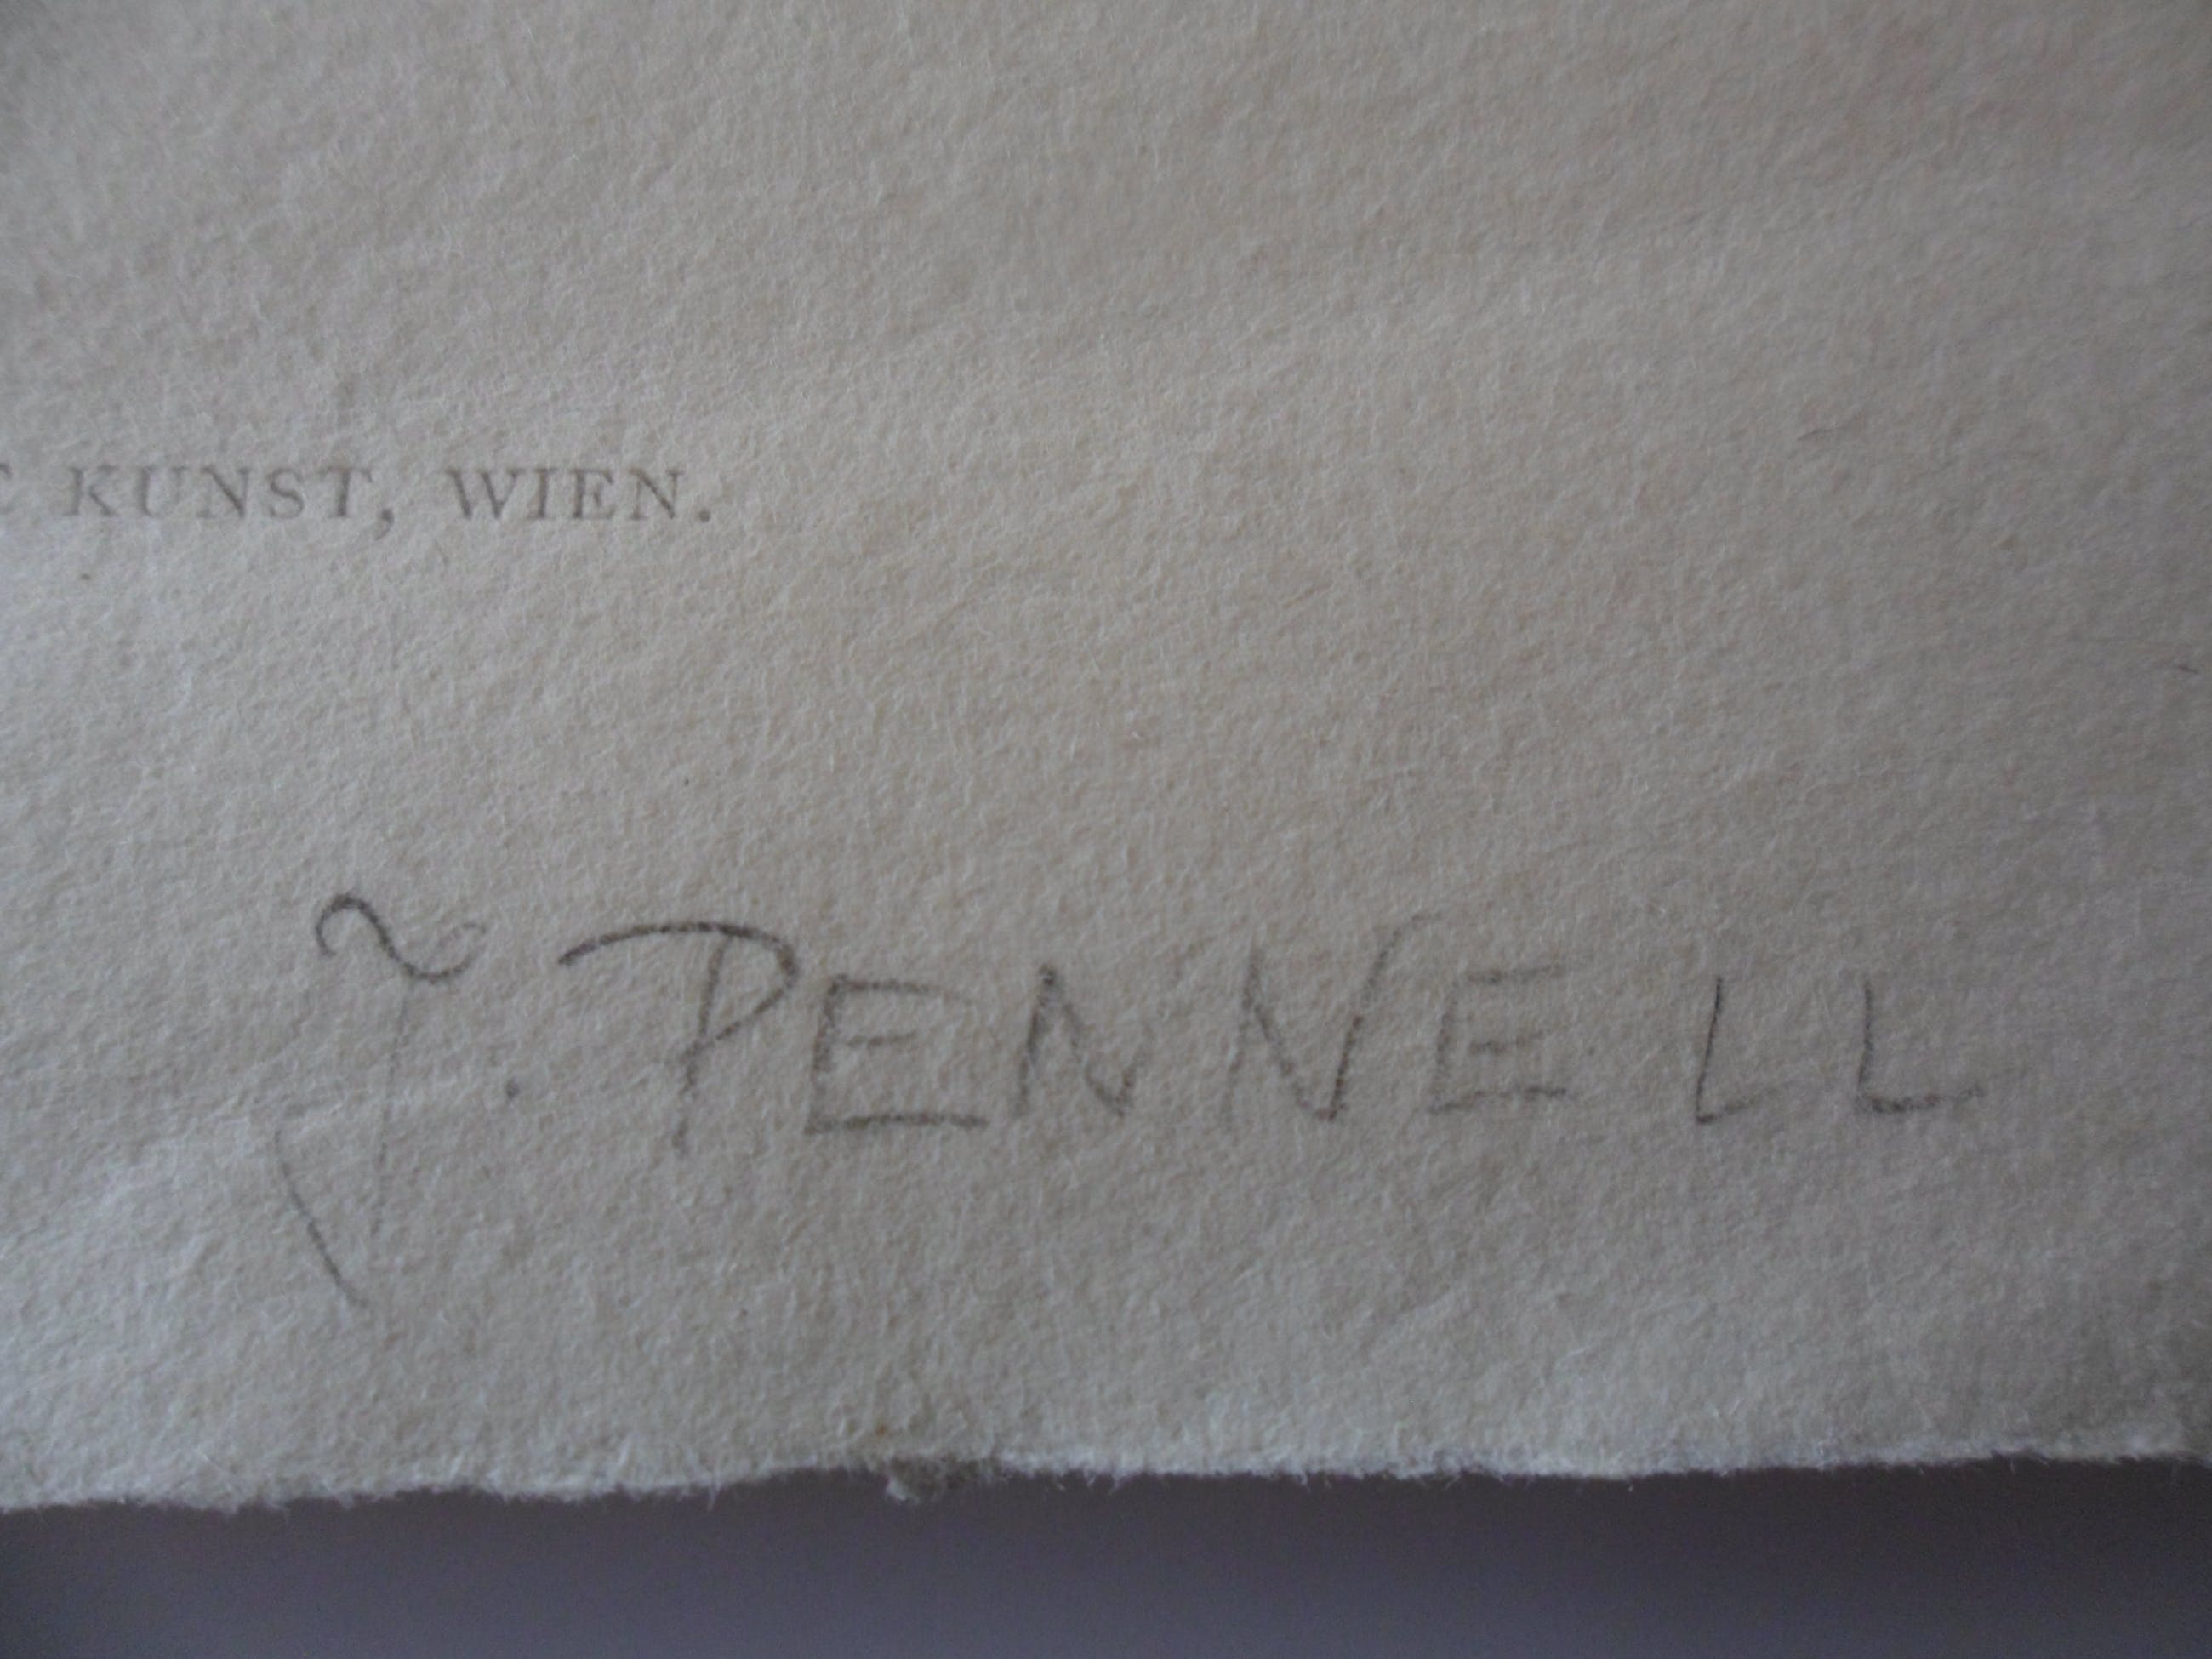 KUNST, WIEN.
J. PENNELL